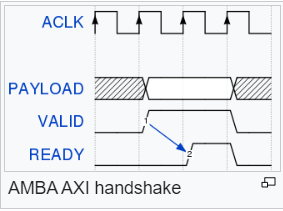 ACLK
PAYLOAD
VALID
1
READY
2
AMBA AXI handshake